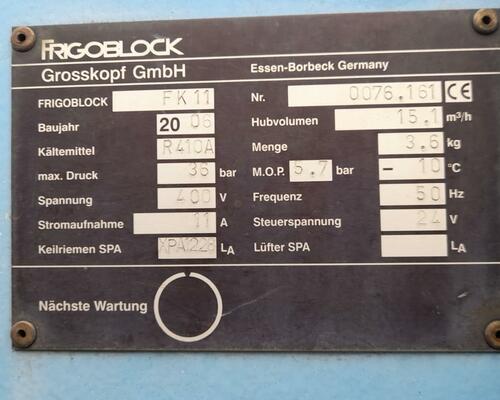 FRIGOBLOCK
Grosskopf GmbH Essen-Borbeck Germany
FRIGOBLOCK FK11 Nr. 0076.161 CE
Baujahr 20 06 Hubvolumen 15.1 m³/h
Kältemittel R410A Menge 3.6 kg
max. Druck 36 bar M.O.P. 5.7 bar - 10 °C
Spannung 400 V Frequenz 50 Hz
Stromaufnahme 11 A Steuerspannung 24 V
Keilriemen SPA XPA1228 LA Lüfter SPA LA
Nächste Wartung